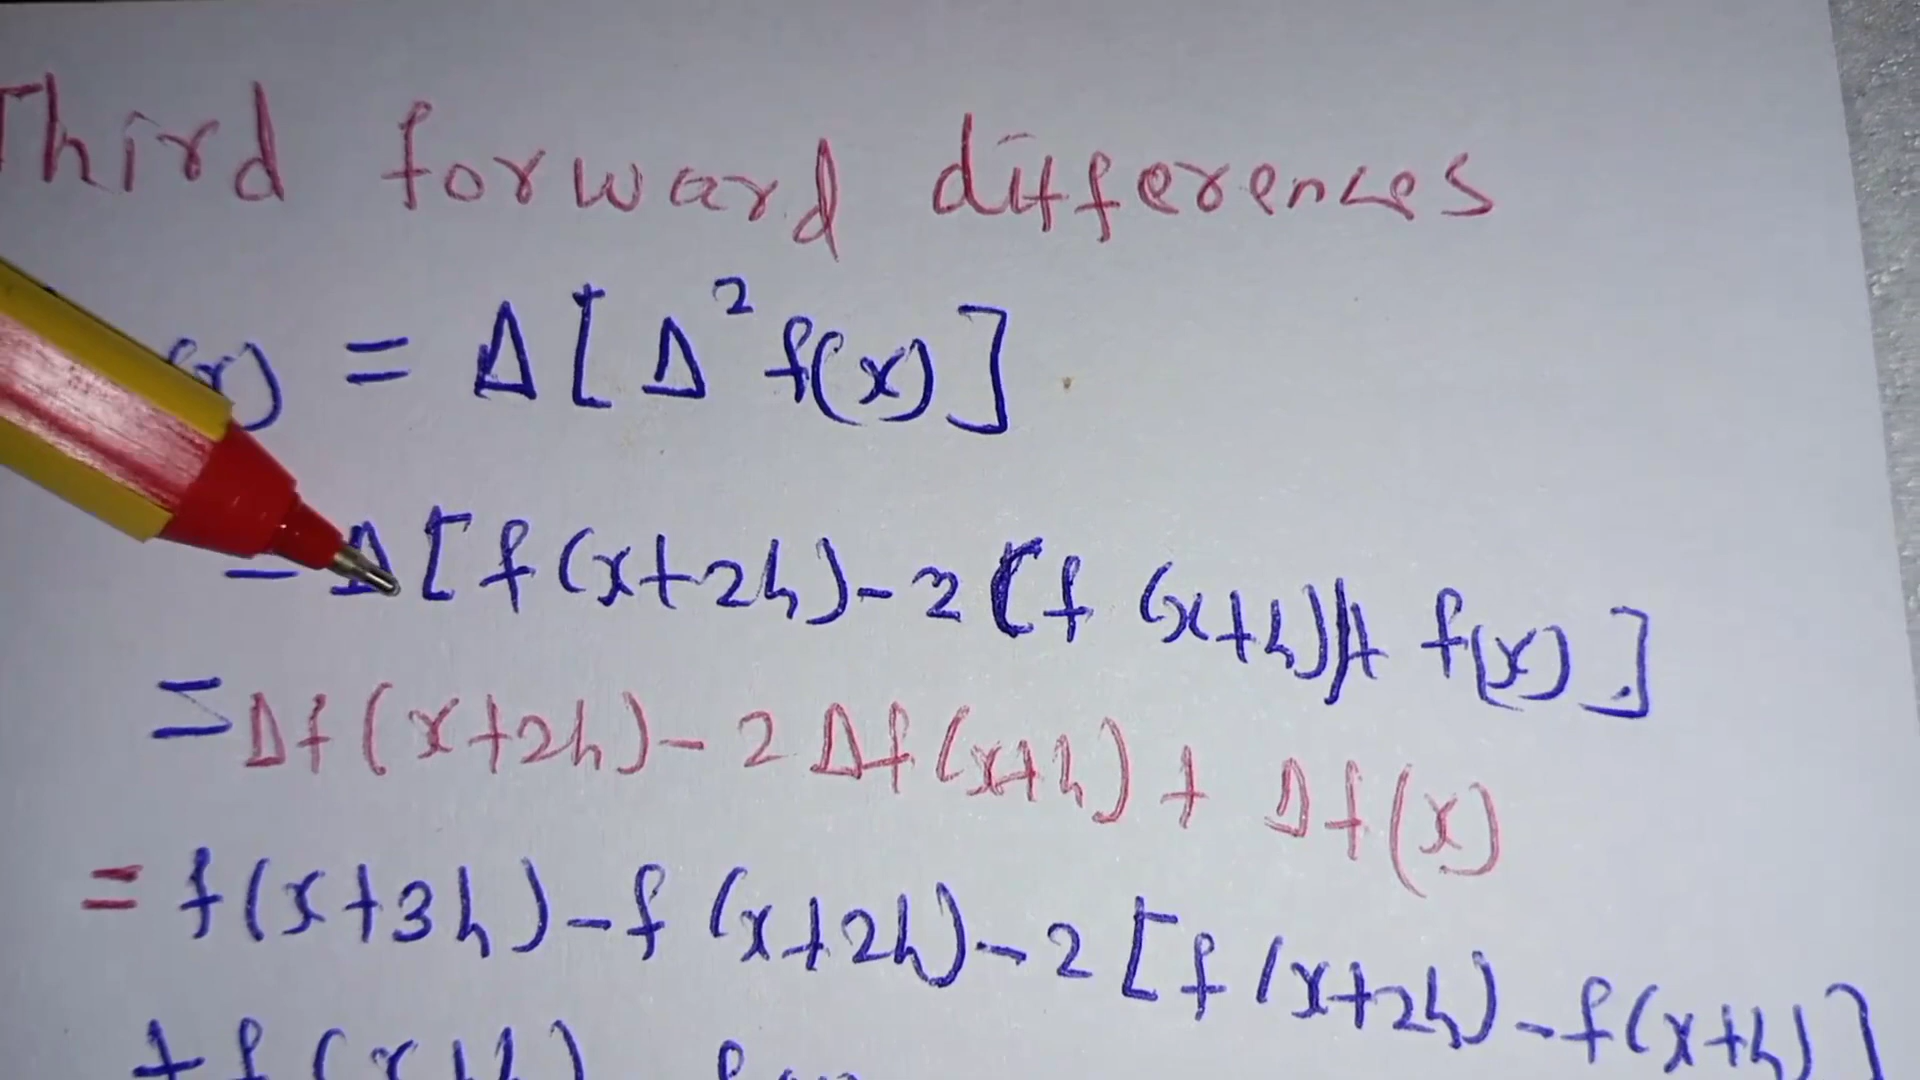 Third forward differences
(x) = Δ[Δ² f(x)]
= Δ[f(x+2h)-2(f (x+h))+ f(x)]
=Δf(x+2h)-2Δf(x+h)+Δf(x)
= f(x+3h)-f(x+2h)-2[f(x+2h)-f(x+h)]
+f(x+h)